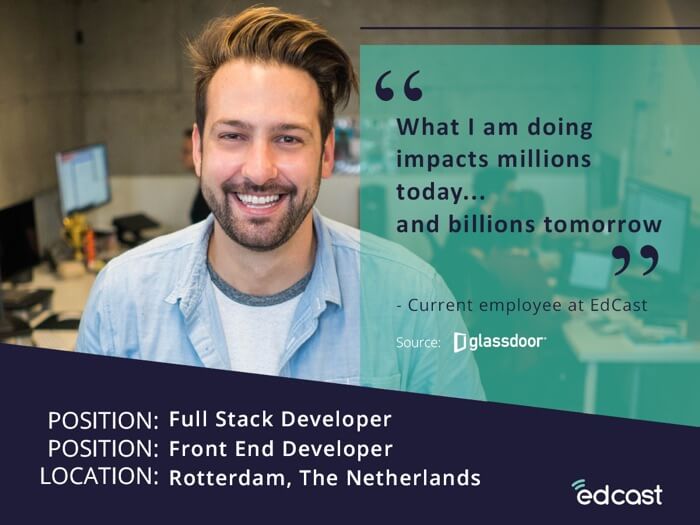 “
What I am doing
impacts millions
today...
and billions tomorrow
”
- Current employee at EdCast
Source: glassdoor
POSITION: Full Stack Developer
POSITION: Front End Developer
LOCATION: Rotterdam, The Netherlands
edcast